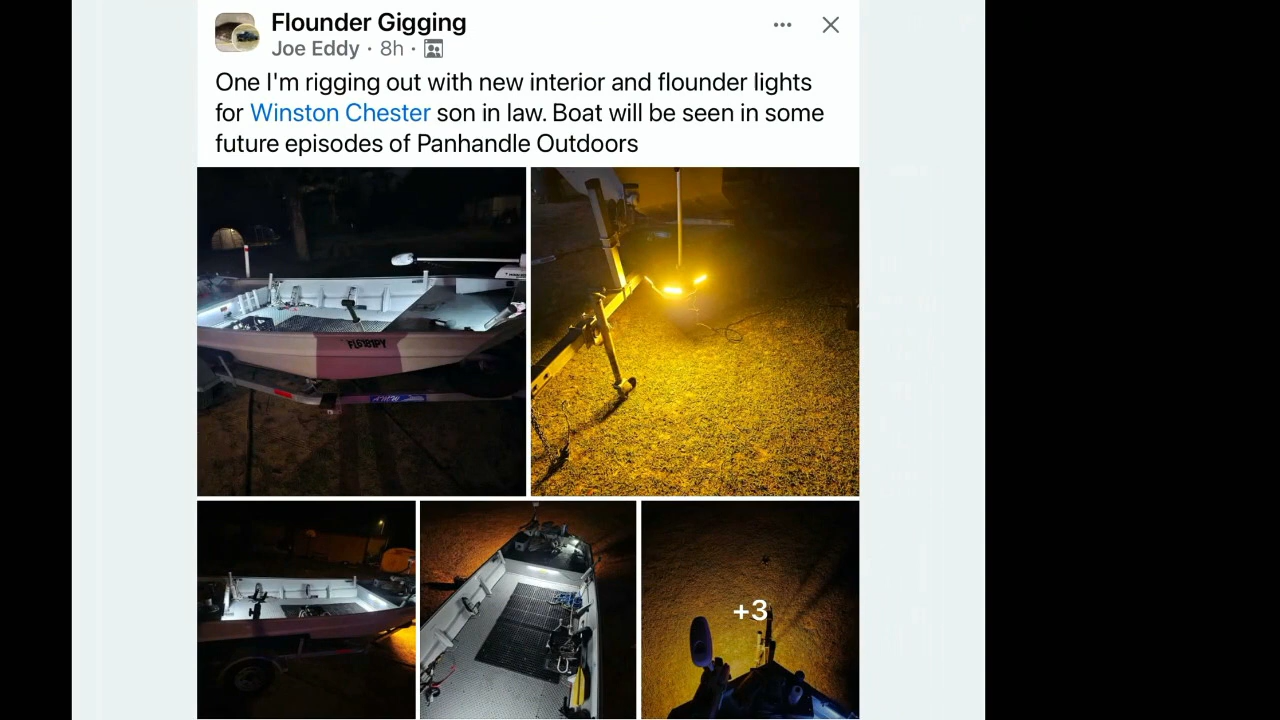 Flounder Gigging
Joe Eddy · 8h ·
One I'm rigging out with new interior and flounder lights
for Winston Chester son in law. Boat will be seen in some
future episodes of Panhandle Outdoors
+3